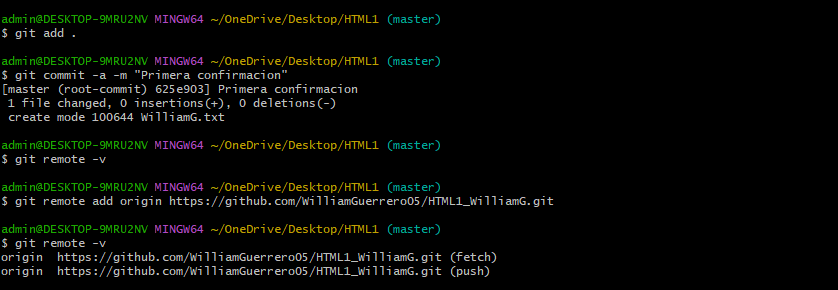 admin@DESKTOP-9MRU2NV MINGW64 ~/OneDrive/Desktop/HTML1 (master)
$ git add .
admin@DESKTOP-9MRU2NV MINGW64 ~/OneDrive/Desktop/HTML1 (master)
$ git commit -a -m "Primera confirmacion"
[master (root-commit) 625e903] Primera confirmacion
1 file changed, 0 insertions(+), 0 deletions(-)
create mode 100644 WilliamG.txt
admin@DESKTOP-9MRU2NV MINGW64 ~/OneDrive/Desktop/HTML1 (master)
$ git remote -v
admin@DESKTOP-9MRU2NV MINGW64 ~/OneDrive/Desktop/HTML1 (master)
$ git remote add origin https://github.com/WilliamGuerrero05/HTML1_WilliamG.git
admin@DESKTOP-9MRU2NV MINGW64 ~/OneDrive/Desktop/HTML1 (master)
$ git remote -v
origin  https://github.com/WilliamGuerrero05/HTML1_WilliamG.git (fetch)
origin  https://github.com/WilliamGuerrero05/HTML1_WilliamG.git (push)